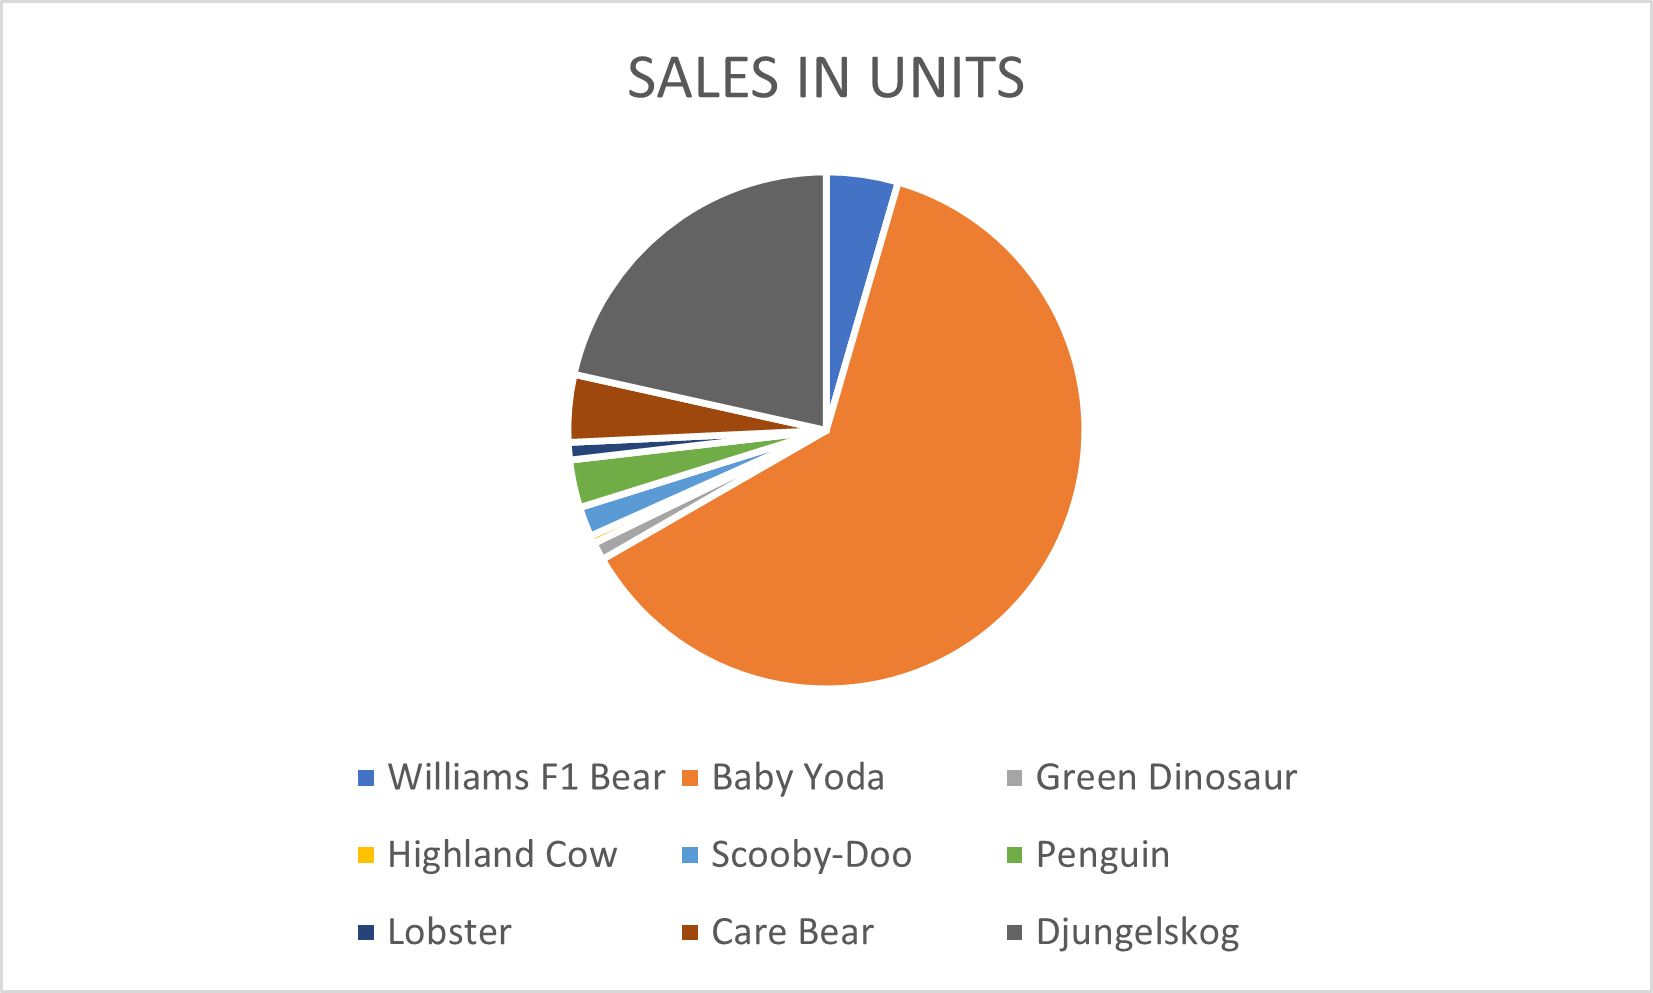 SALES IN UNITS
Williams F1 Bear Baby Yoda Green Dinosaur
Highland Cow Scooby-Doo Penguin
Lobster Care Bear Djungelskog